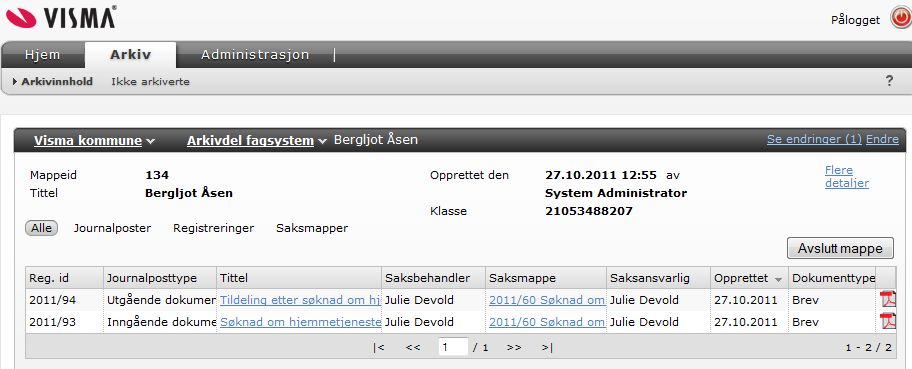 VISMA®
Pålogget
Hjem Arkiv Administrasjon |
Arkivinnhold Ikke arkiverte ?
Visma kommune Arkivdel fagsystem Bergljot Åsen Se endringer (1) Endre
Mappeid 134 Opprettet den 27.10.2011 12:55 av Flere
Tittel Bergljot Åsen System Administrator detaljer
Klasse 21053488207
Alle Journalposter Registreringer Saksmapper
Avslutt mappe
Reg. id Journalposttype Tittel Saksbehandler Saksmappe Saksansvarlig Opprettet Dokumenttype
2011/94 Utgående dokumen Tildeling etter søknad om hj Julie Devold 2011/60 Søknad om Julie Devold 27.10.2011 Brev
2011/93 Inngående dokume Søknad om hjemmetjeneste Julie Devold 2011/60 Søknad om Julie Devold 27.10.2011 Brev
|< << 1 / 1 >> >| 1 - 2 / 2